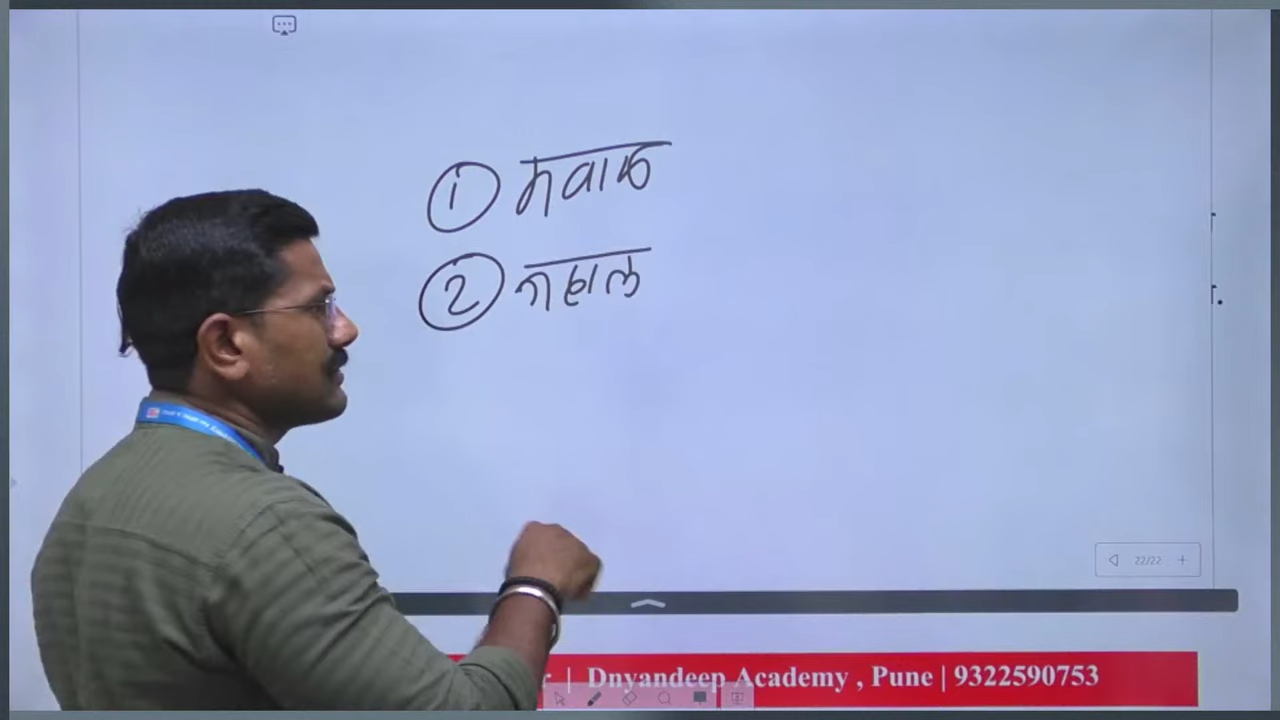 ① मवाळ
② जहाल
22/22
| Dnyandeep Academy , Pune | 9322590753